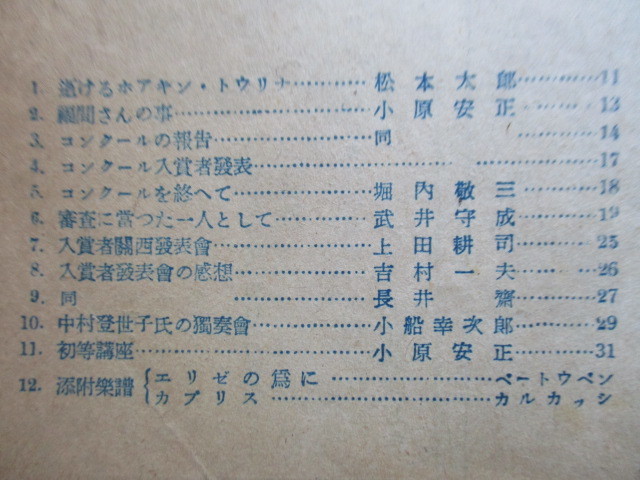 1. 逝けるホアキン・トウリナ………… 松本太郎…………11
2. 顧問さんの事………………………… 小原安正…………13
3. コンクールの報告…………………… 同 …………14
4. コンクール入賞者發表……………… …………17
5. コンクールを終へて………………… 堀內敬三…………18
6. 審査に當つた一人として…………… 武井守成…………19
7. 入賞者關西發表會…………………… 上田耕司…………25
8. 入賞者發表會の感想………………… 吉村一夫…………26
9. 同 ………………… 長井 齋…………27
10. 中村登世子氏の獨奏會……………… 小船幸次郎…………29
11. 初等講座……………………………… 小原安正…………31
12. 添附樂譜{エリゼの爲に………………………ベートウベン
カプリス…………………………カルカッシ